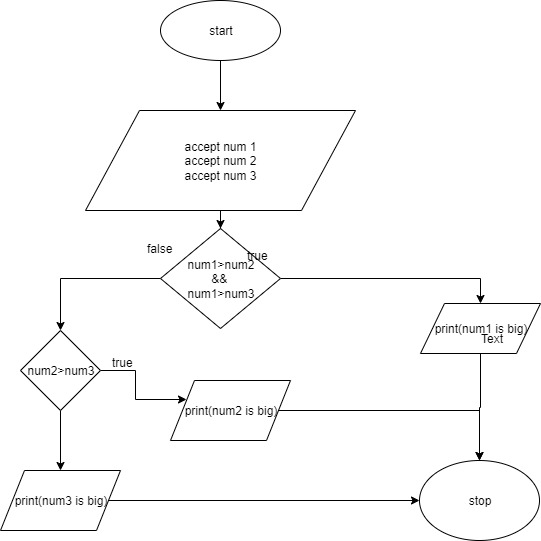 start
accept num 1
accept num 2
accept num 3
false
true
num1>num2
&&
num1>num3
print(num1 is big)
Text
num2>num3
true
print(num2 is big)
print(num3 is big)
stop